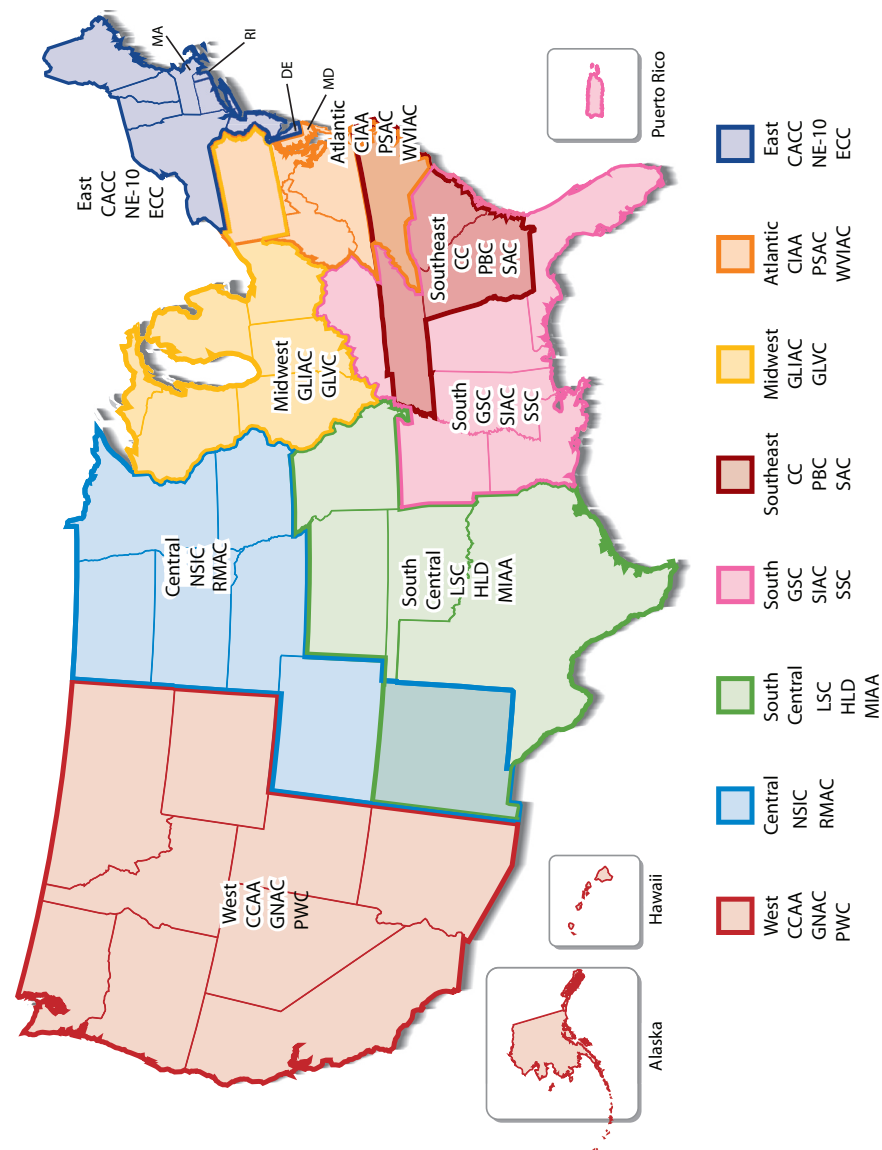 West
CCAA
GNAC
PWC
Central
NSIC
RMAC
South
Central
LSC
HLD
MIAA
Midwest
GLIAC
GLVC
South
GSC
SIAC
SSC
Southeast
CC
PBC
SAC
Atlantic
CIAA
PSAC
WVIAC
East
CACC
NE-10
ECC
MA
RI
DE
MD
Alaska
Hawaii
Puerto Rico
West
CCAA
GNAC
PWC
Central
NSIC
RMAC
South
Central
LSC
HLD
MIAA
South
GSC
SIAC
SSC
Southeast
CC
PBC
SAC
Midwest
GLIAC
GLVC
Atlantic
CIAA
PSAC
WVIAC
East
CACC
NE-10
ECC